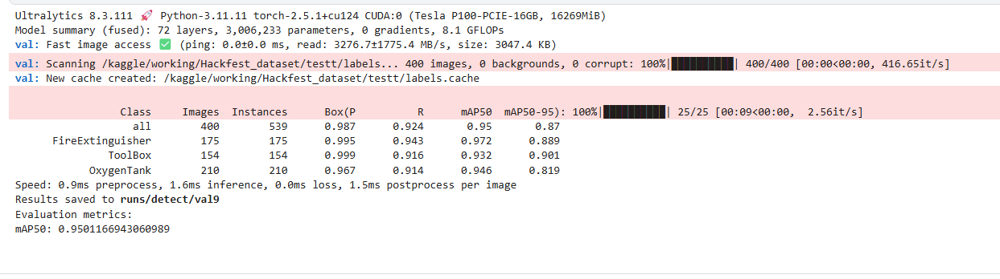 Ultralytics 8.3.111 🚀 Python-3.11.11 torch-2.5.1+cu124 CUDA:0 (Tesla P100-PCIE-16GB, 16269MiB)
Model summary (fused): 72 layers, 3,006,233 parameters, 0 gradients, 8.1 GFLOPs
val: Fast image access ✅ (ping: 0.0±0.0 ms, read: 3276.7±1775.4 MB/s, size: 3047.4 KB)
val: Scanning /kaggle/working/Hackfest_dataset/testt/labels... 400 images, 0 backgrounds, 0 corrupt: 100%|██████████| 400/400 [00:00<00:00, 416.65it/s]
val: New cache created: /kaggle/working/Hackfest_dataset/testt/labels.cache
Class Images Instances Box(P R mAP50 mAP50-95): 100%|██████████| 25/25 [00:09<00:00, 2.56it/s]
all 400 539 0.987 0.924 0.95 0.87
FireExtinguisher 175 175 0.995 0.943 0.972 0.889
ToolBox 154 154 0.999 0.916 0.932 0.901
OxygenTank 210 210 0.967 0.914 0.946 0.819
Speed: 0.9ms preprocess, 1.6ms inference, 0.0ms loss, 1.5ms postprocess per image
Results saved to runs/detect/val9
Evaluation metrics:
mAP50: 0.9501166943060989